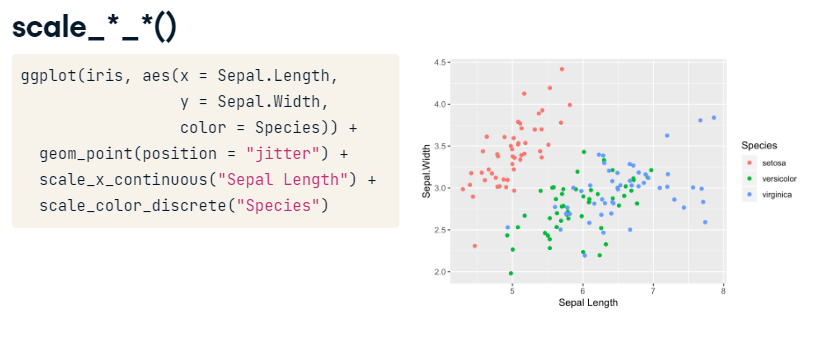 scale_*_*()
ggplot(iris, aes(x = Sepal.Length,
y = Sepal.Width,
color = Species)) +
geom_point(position = "jitter") +
scale_x_continuous("Sepal Length") +
scale_color_discrete("Species")
4.5
4.0
3.5
3.0
2.5
2.0
Sepal.Width
5 6 7 8
Sepal Length
Species
setosa
versicolor
virginica